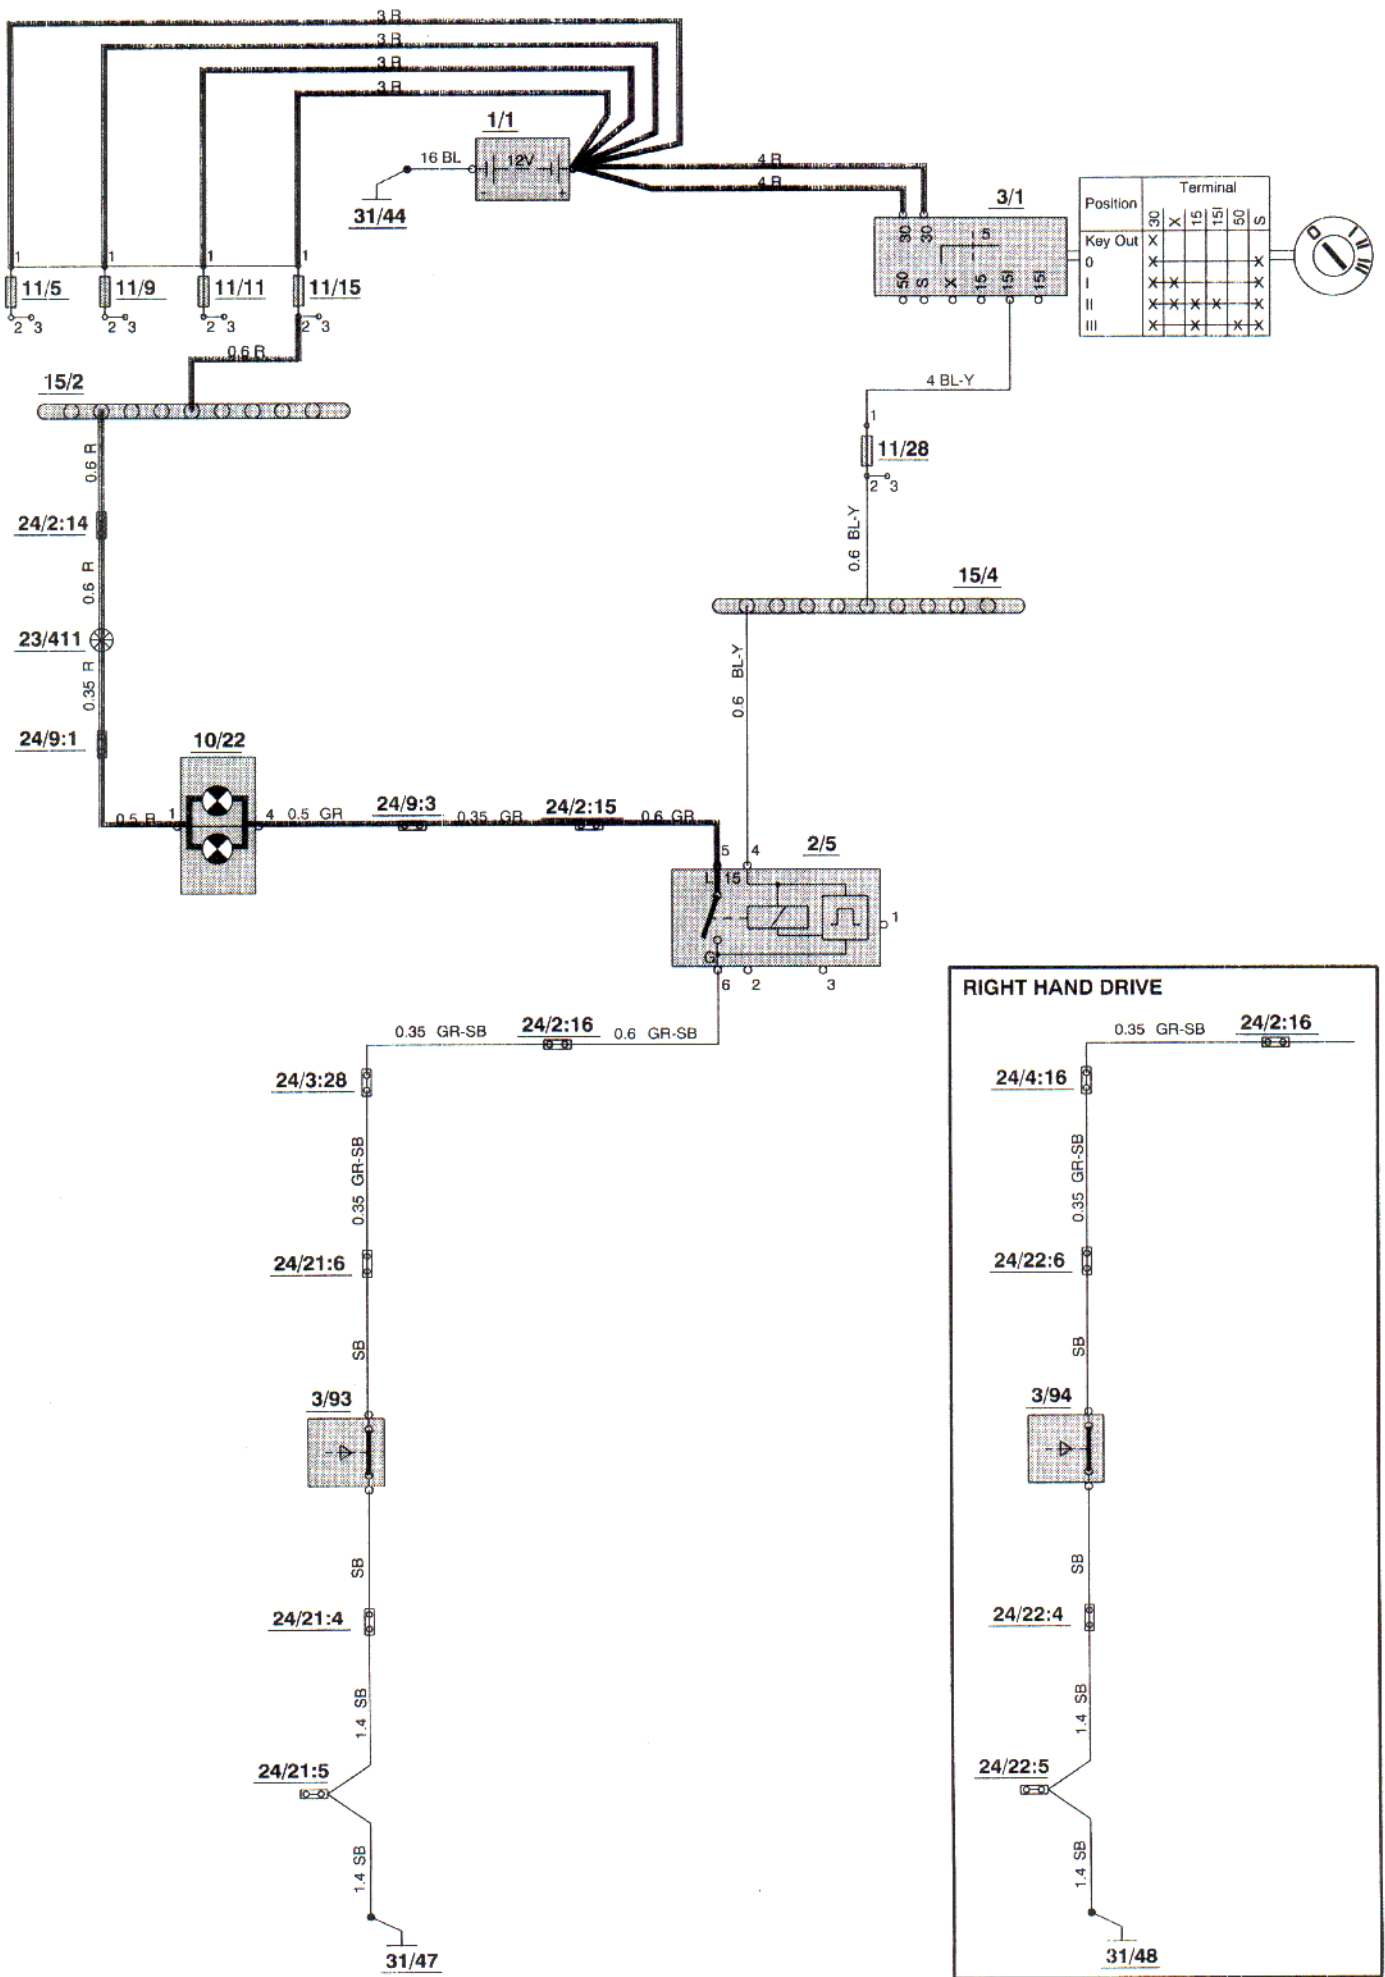 3 R
3 R
3 R
3 R
1/1
16 BL
12V
- +
31/44
4 R
4 R
3/1
30 30 .5
50 S X 15 15I 15I
Position Terminal
30 X 15 15I 50 S
Key Out X
0 X X
I X X X
II X X X X X
III X X X X
0 I II III
1 1 1 1
11/5 11/9 11/11 11/15
2 3 2 3 2 3 2 3
0.6 R
15/2
4 BL-Y
1
11/28
2 3
0.6 R
24/2:14
0.6 BL-Y
0.6 R
15/4
23/411
0.35 R
0.6 BL-Y
24/9:1
10/22
0.5 R 1 4 0.5 GR 24/9:3 0.35 GR 24/2:15 0.6 GR
5 4 2/5
L 15
1
G
6 2 3
RIGHT HAND DRIVE
0.35 GR-SB 24/2:16 0.6 GR-SB
0.35 GR-SB 24/2:16
24/3:28
24/4:16
0.35 GR-SB
0.35 GR-SB
24/21:6
24/22:6
SB
SB
3/93
3/94
SB
SB
24/21:4
24/22:4
1.4 SB
1.4 SB
24/21:5
24/22:5
1.4 SB
1.4 SB
31/47
31/48